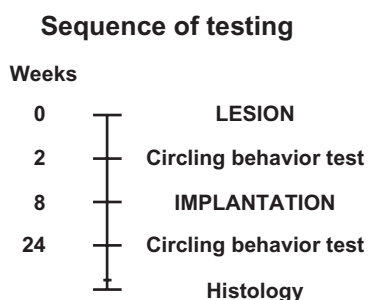 Sequence of testing
Weeks
0 LESION
2 Circling behavior test
8 IMPLANTATION
24 Circling behavior test
Histology